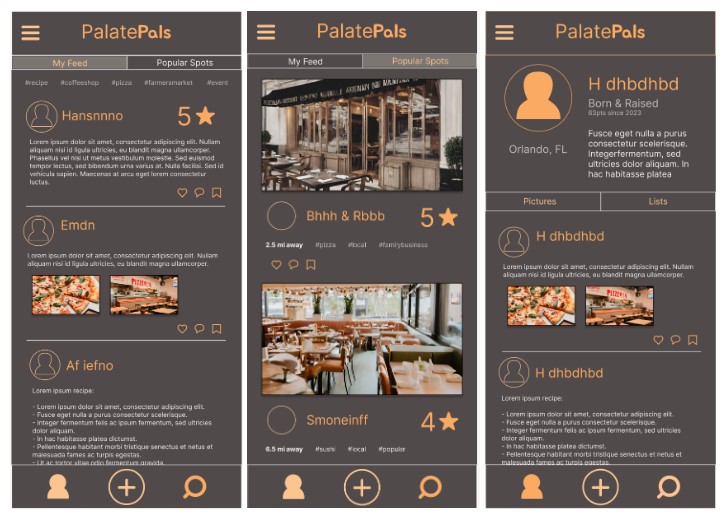 PalatePals
My Feed
Popular Spots
#recipe #coffeeshop #pizza #farmersmarket #event
Hansnnno
5
Lorem ipsum dolor sit amet, consectetur adipiscing elit. Nullam
aliquam nisi id ligula ultricies, eu blandit magna ullamcorper.
Phasellus vel nisi ut metus vestibulum molestie. Sed euismod
tempor lectus, sed bibendum urna varius at. Nulla facilisi. Sed id
vehicula sapien. Maecenas at arcu eget lorem consectetur
luctus.
Emdn
Lorem ipsum dolor sit amet, consectetur adipiscing elit. Nullam
aliquam nisi id ligula ultricies, eu blandit magna ullamcorper.
PIZZERIA
Af iefno
Lorem ipsum recipe:
- Lorem ipsum dolor sit amet, consectetur adipiscing elit.
- Fusce eget nulla a purus consectetur scelerisque.
- Integer fermentum felis ac ipsum fermentum, sed ultricies
dolor aliquam.
- In hac habitasse platea dictumst.
- Pellentesque habitant morbi tristique senectus et netus et
malesuada fames ac turpis egestas.
- Ut ac tortor vitae odio fermentum gravida.
PalatePals
My Feed
Popular Spots
Bhhh & Rbbb
5
2.5 mi away #pizza #local #familybusiness
Smoneinff
4
6.5 mi away #sushi #local #popular
PalatePals
H dhbdhbd
Born & Raised
83pts since 2023
Orlando, FL
Fusce eget nulla a purus
consectetur scelerisque.
Integerfermentum, sed
ultricies dolor aliquam. In
hac habitasse platea
Pictures
Lists
H dhbdhbd
Lorem ipsum dolor sit amet, consectetur adipiscing elit. Nullam
aliquam nisi id ligula ultricies, eu blandit magna ullamcorper.
PIZZERIA
H dhbdhbd
Lorem ipsum recipe:
- Lorem ipsum dolor sit amet, consectetur adipiscing elit.
- Fusce eget nulla a purus consectetur scelerisque.
- Integer fermentum felis ac ipsum fermentum, sed ultricies
dolor aliquam.
- In hac habitasse platea dictumst.
- Pellentesque habitant morbi tristique senectus et netus et
malesuada fames ac turpis egestas.